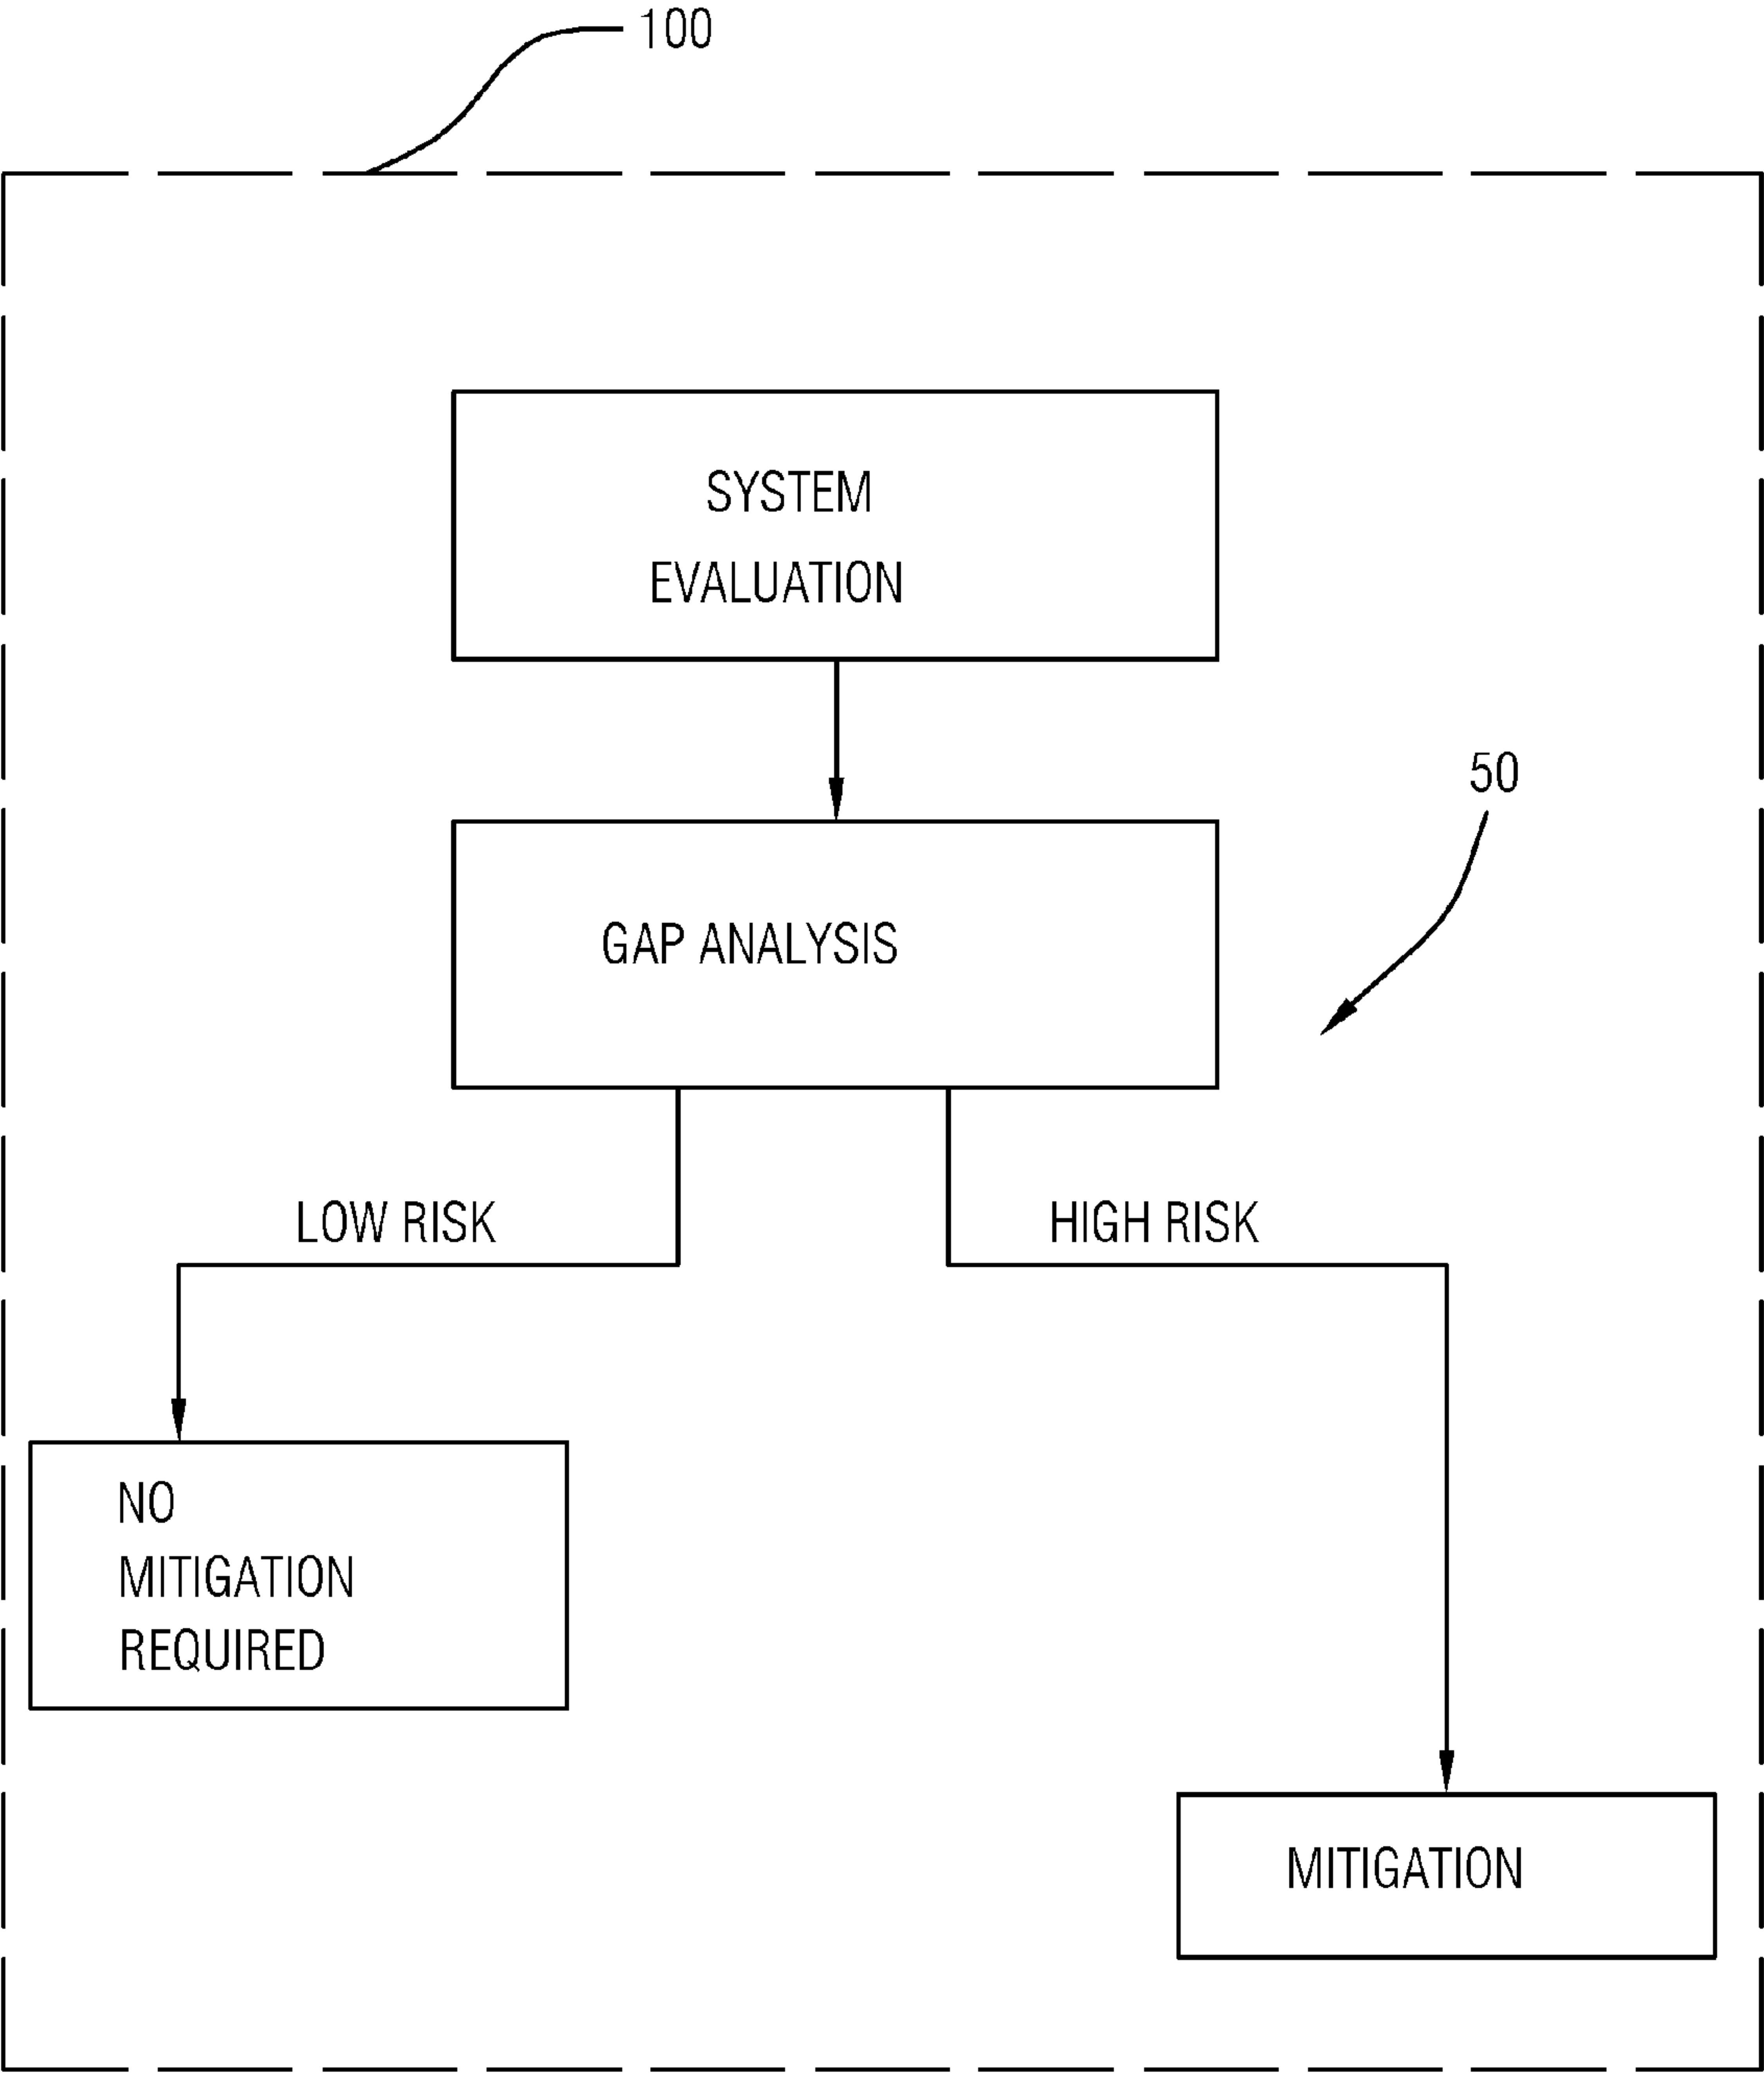 100
SYSTEM
EVALUATION
50
GAP ANALYSIS
LOW RISK
HIGH RISK
NO
MITIGATION
REQUIRED
MITIGATION